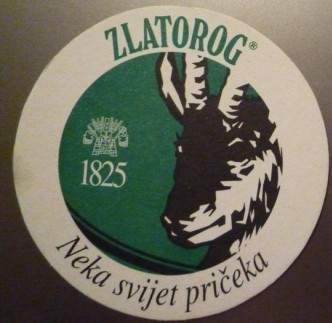 ZLATOROG®
1825
Neka svijet pričeka